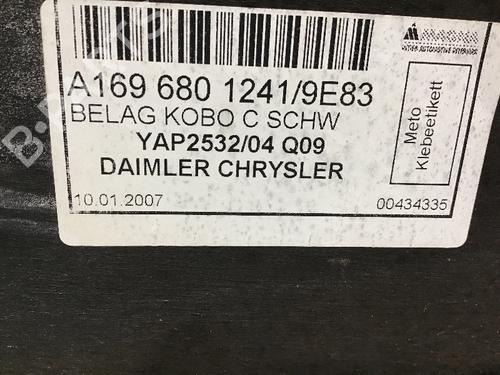 A169 680 1241/9E83
BELAG KOBO C SCHW
YAP2532/04 Q09
DAIMLER CHRYSLER
10.01.2007
00434335
Meto
Klebeetikett